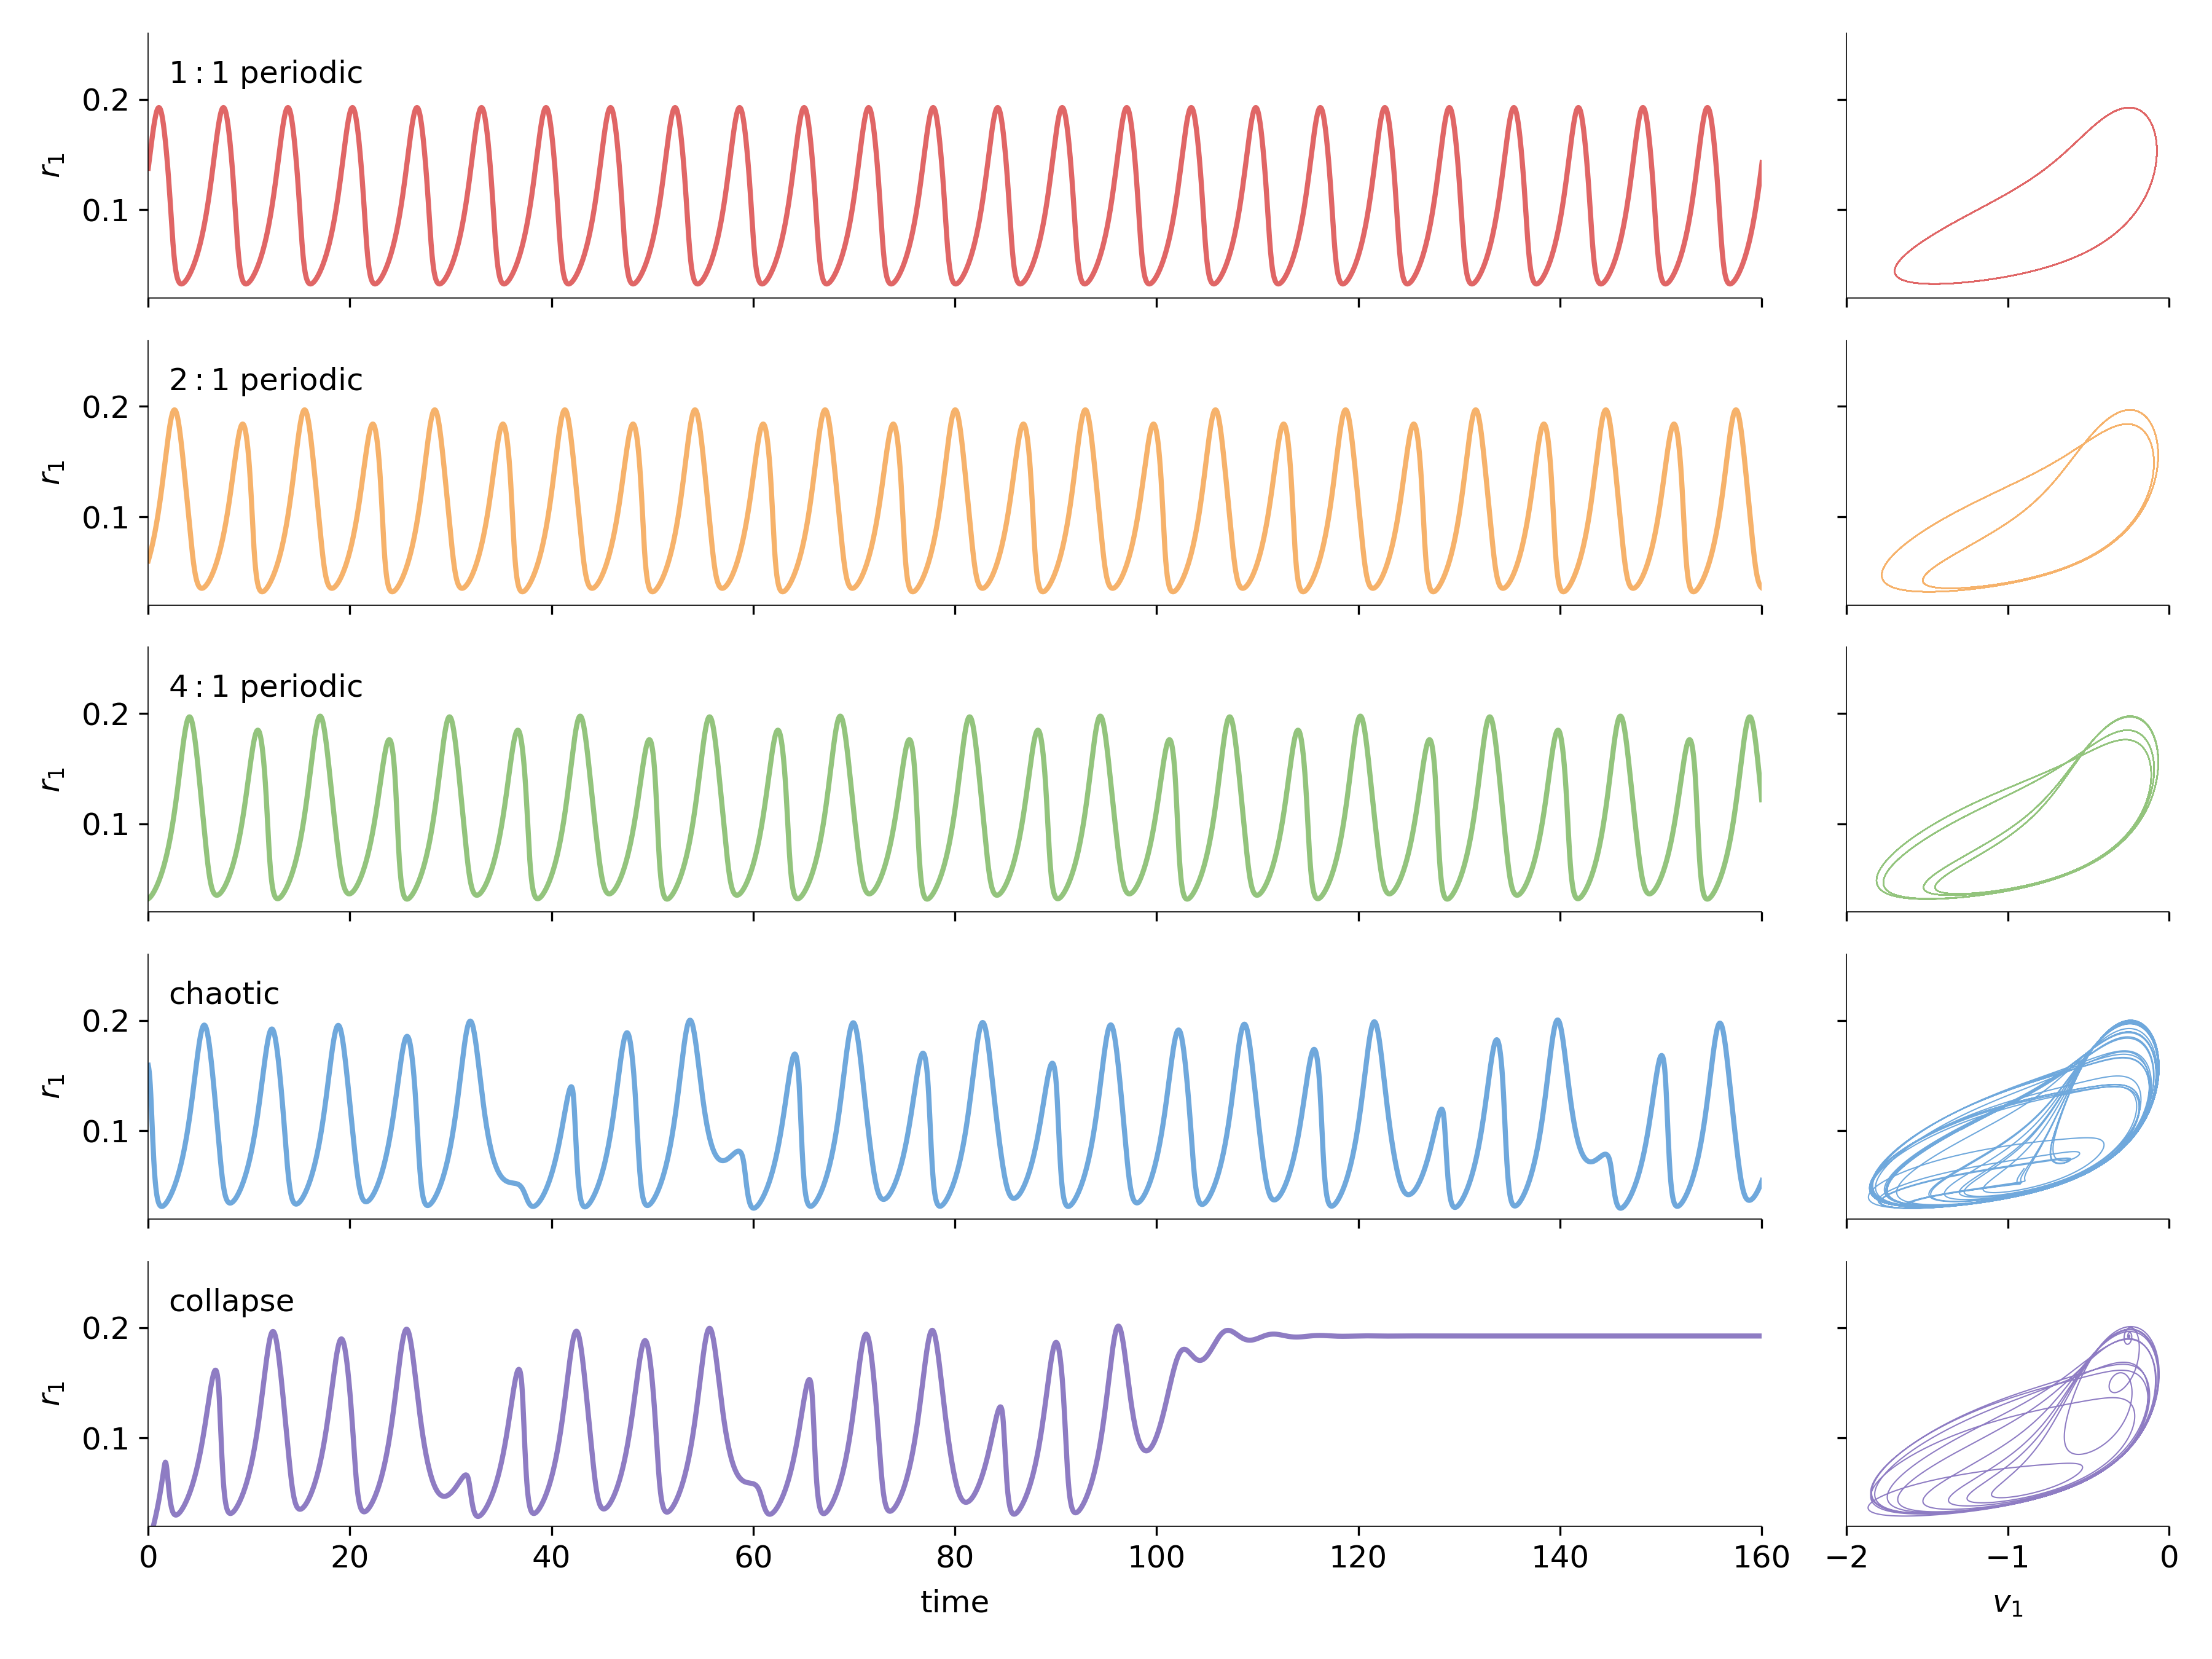 1 : 1 periodic
0.2
0.1
r1
2 : 1 periodic
0.2
0.1
r1
4 : 1 periodic
0.2
0.1
r1
chaotic
0.2
0.1
r1
collapse
0.2
0.1
r1
0 20 40 60 80 100 120 140 160
time
−2 −1 0
v1